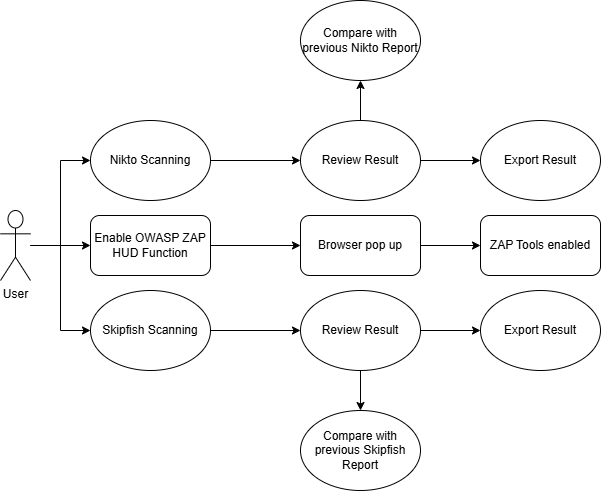 Compare with
previous Nikto Report
Nikto Scanning
Review Result
Export Result
Enable OWASP ZAP
HUD Function
Browser pop up
ZAP Tools enabled
User
Skipfish Scanning
Review Result
Export Result
Compare with
previous Skipfish
Report